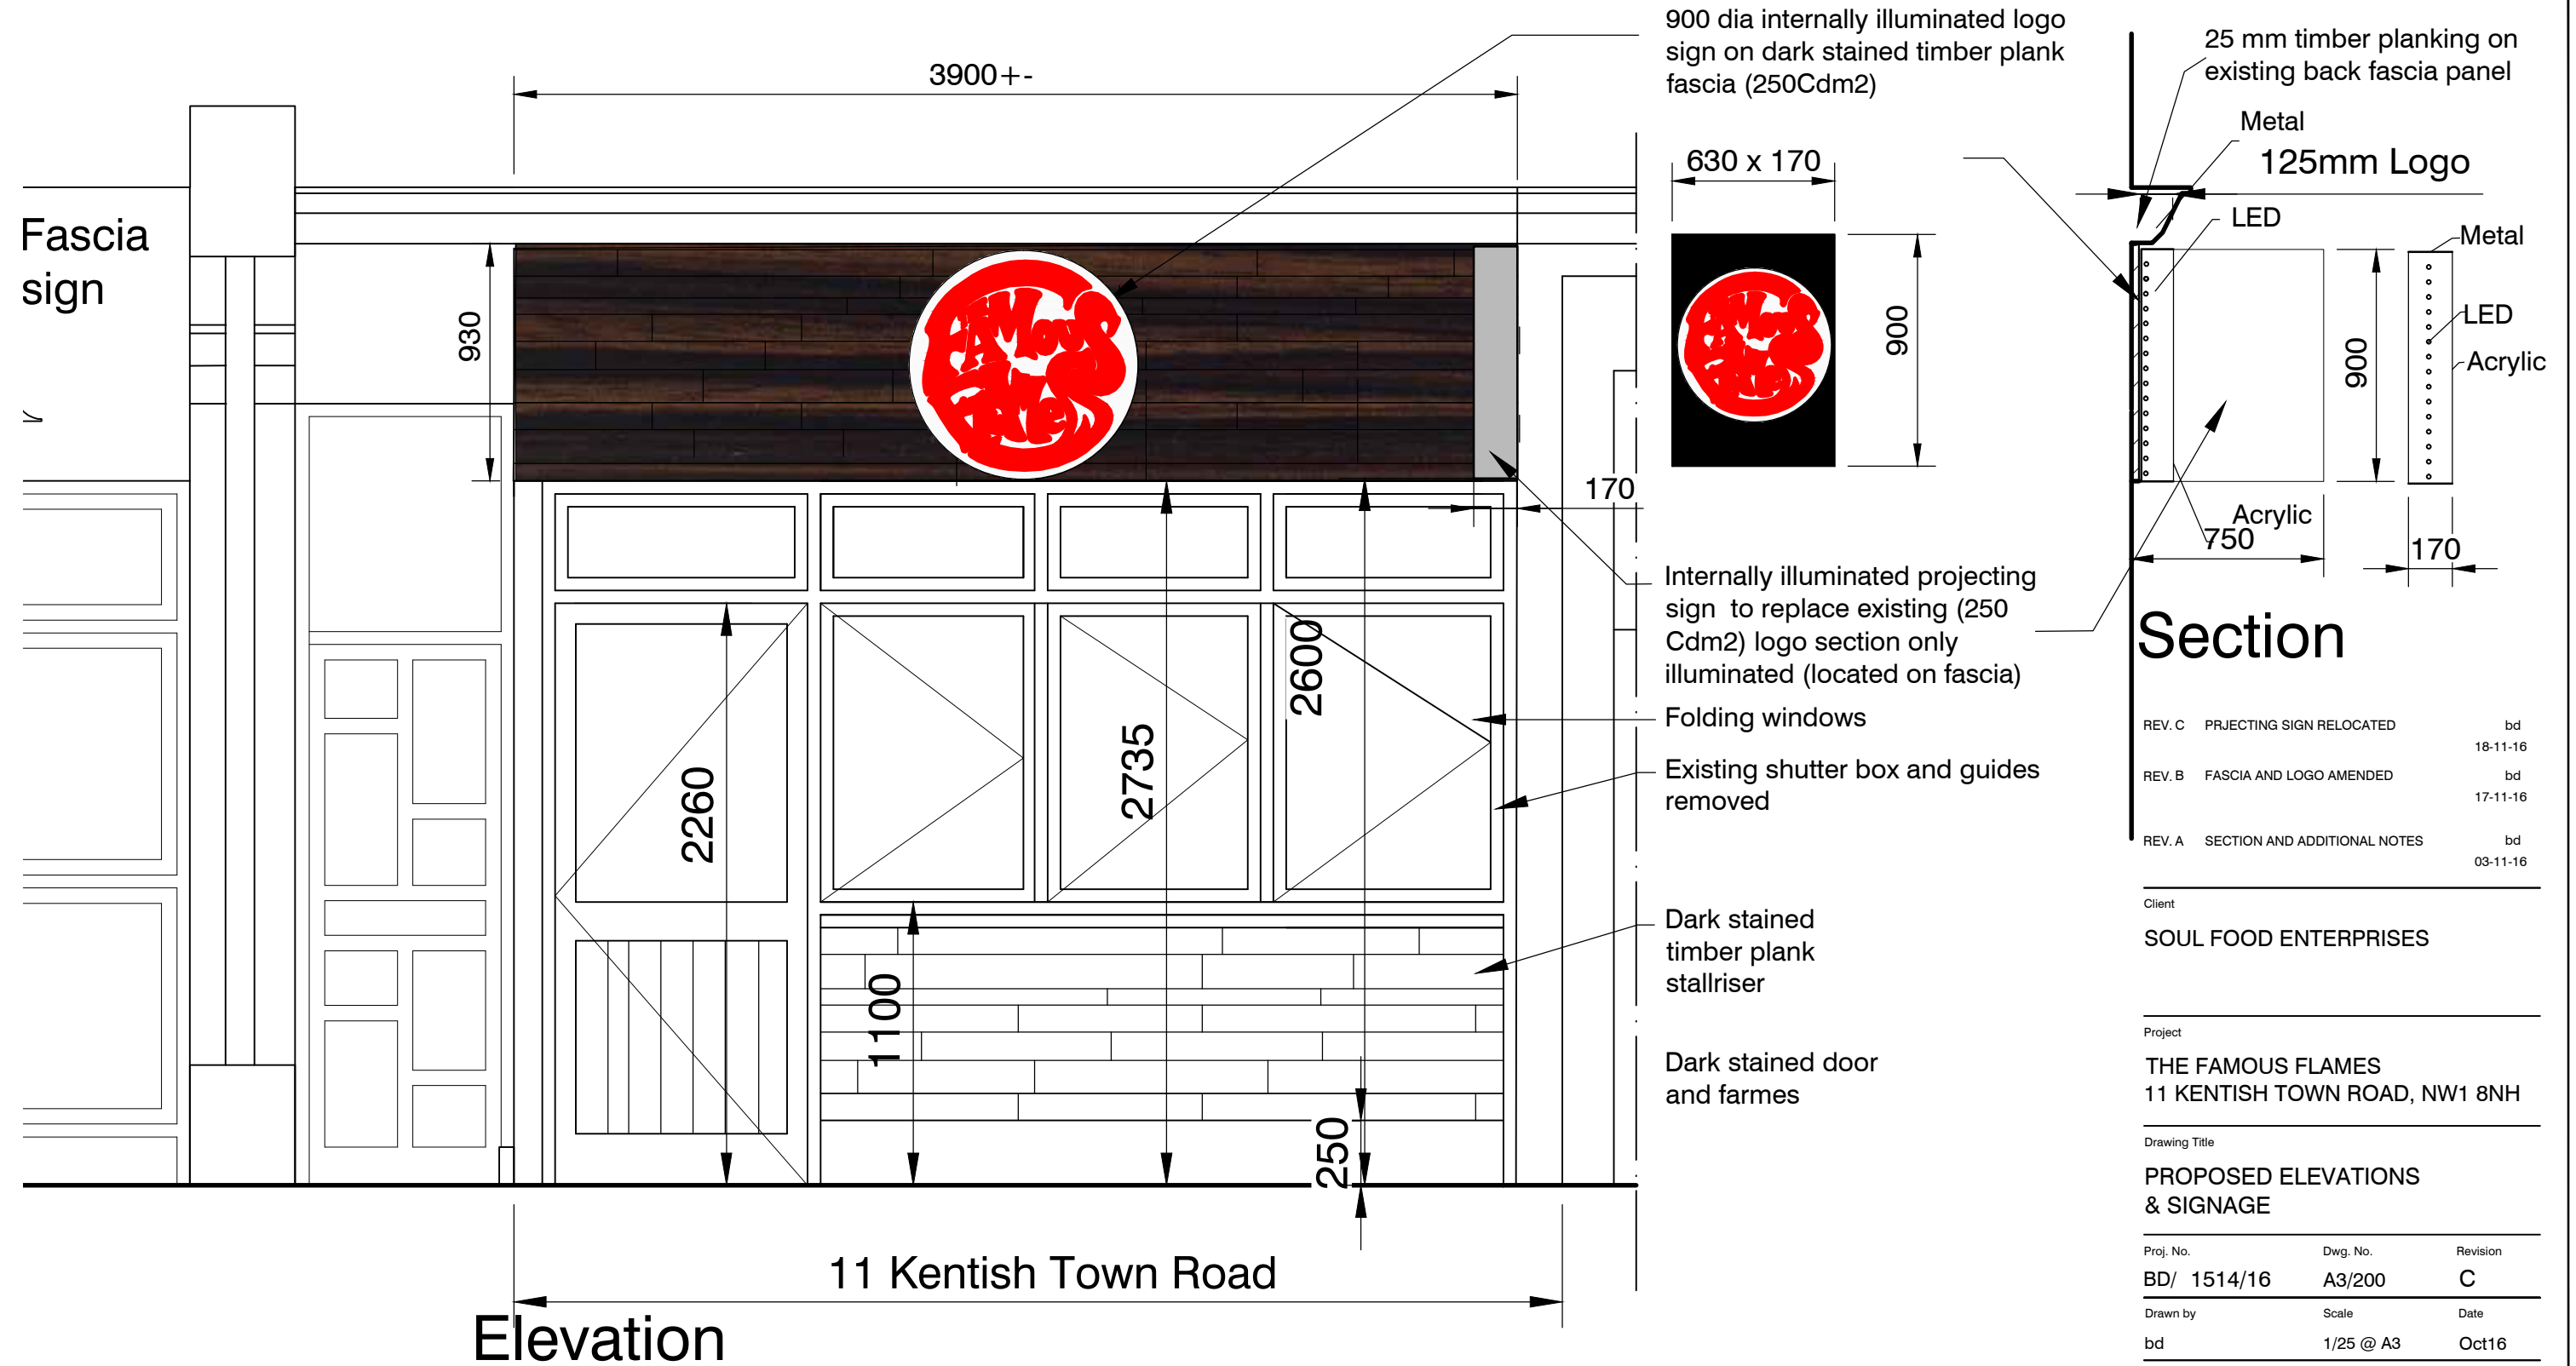 Fascia
sign
3900+-
930
FAMOUS
FLAMES
900 dia internally illuminated logo
sign on dark stained timber plank
fascia (250Cdm2)
630 x 170
900
170
Internally illuminated projecting
sign to replace existing (250
Cdm2) logo section only
illuminated (located on fascia)
Folding windows
Existing shutter box and guides
removed
Dark stained
timber plank
stallriser
Dark stained door
and farmes
2260
1100
2735
2600
250
11 Kentish Town Road
Elevation
25 mm timber planking on
existing back fascia panel
Metal
125mm Logo
LED
Metal
LED
Acrylic
900
Acrylic
750
170
Section
REV. C PRJECTING SIGN RELOCATED bd
18-11-16
REV. B FASCIA AND LOGO AMENDED bd
17-11-16
REV. A SECTION AND ADDITIONAL NOTES bd
03-11-16
Client
SOUL FOOD ENTERPRISES
Project
THE FAMOUS FLAMES
11 KENTISH TOWN ROAD, NW1 8NH
Drawing Title
PROPOSED ELEVATIONS
& SIGNAGE
Proj. No. Dwg. No. Revision
BD/ 1514/16 A3/200 C
Drawn by Scale Date
bd 1/25 @ A3 Oct16